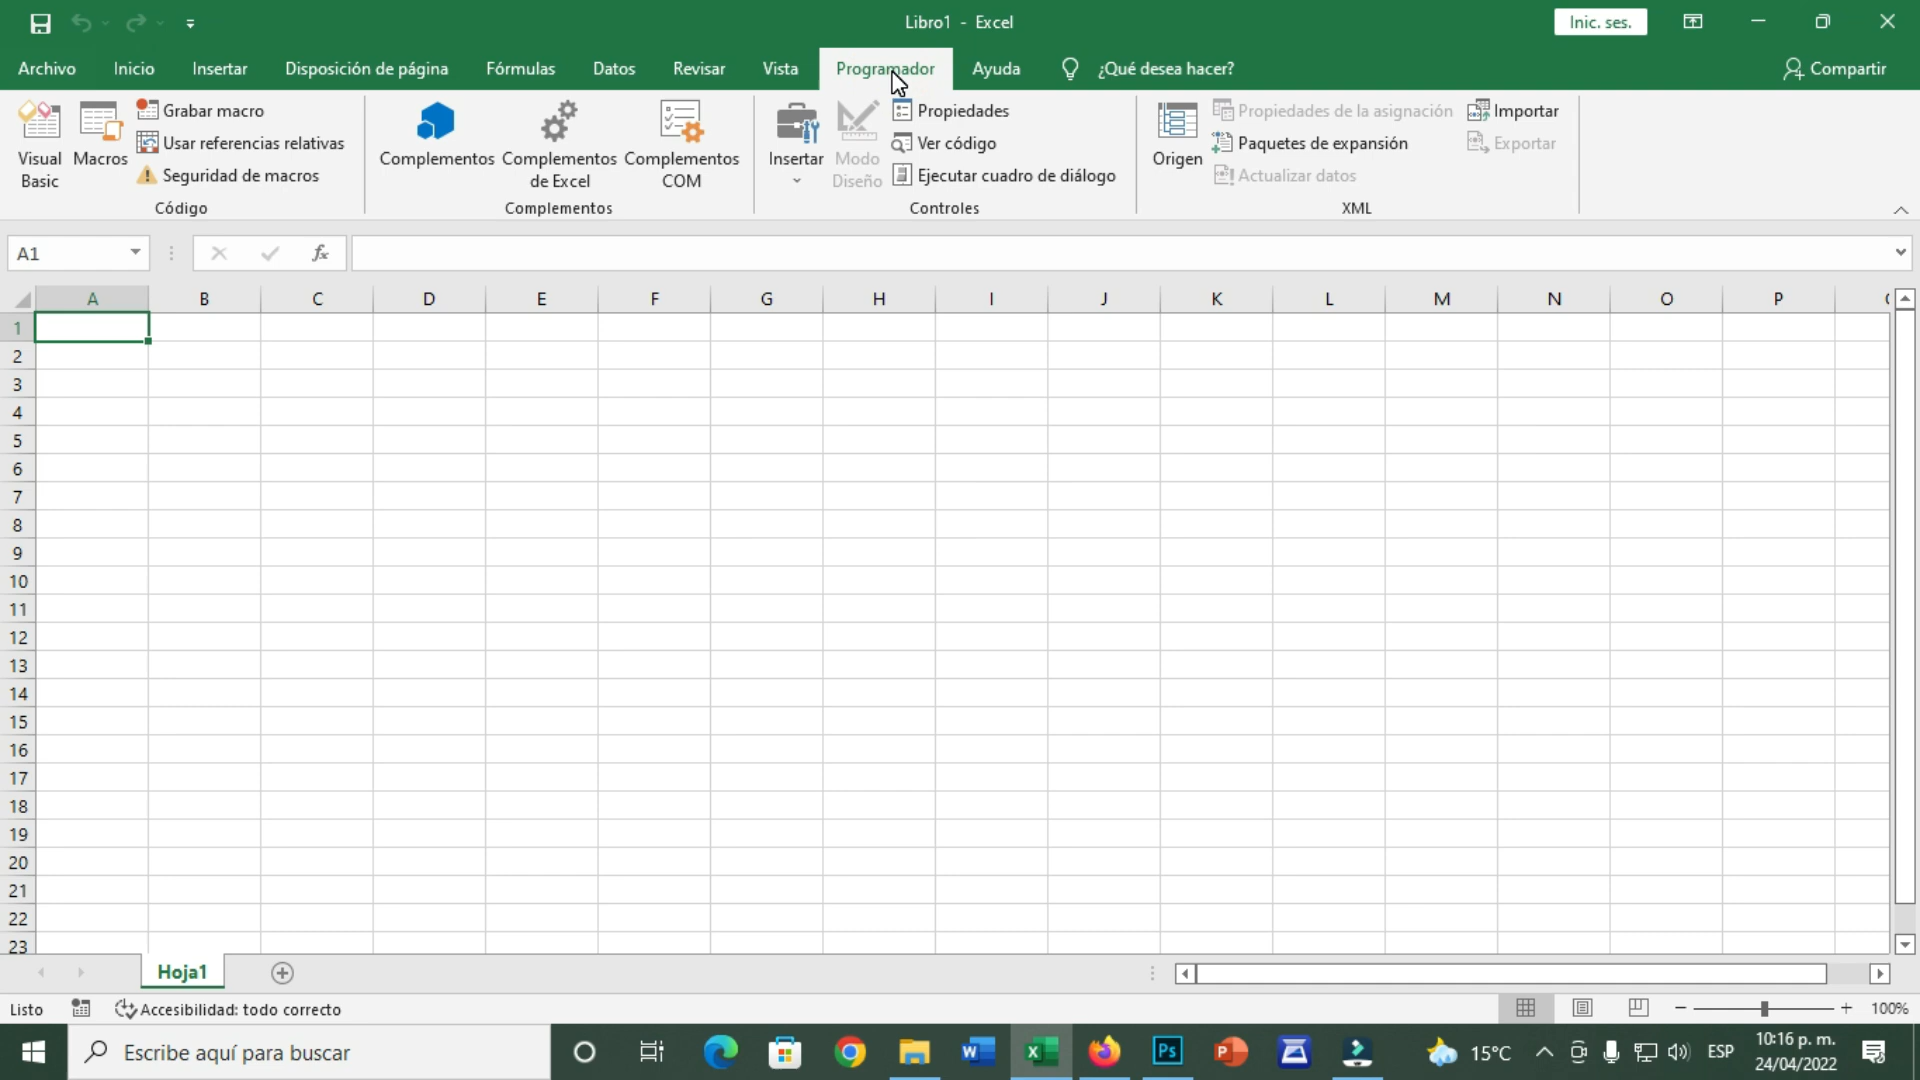 Libro1 - Excel
Inic. ses.
Archivo Inicio Insertar Disposición de página Fórmulas Datos Revisar Vista Programador Ayuda ¿Qué desea hacer? Compartir
Visual Basic
Macros
Grabar macro
Usar referencias relativas
Seguridad de macros
Código
Complementos
Complementos de Excel
Complementos COM
Complementos
Insertar
Modo Diseño
Propiedades
Ver código
Ejecutar cuadro de diálogo
Controles
Origen
Propiedades de la asignación
Paquetes de expansión
Actualizar datos
Importar
Exportar
XML
A1
fx
A B C D E F G H I J K L M N O P
1
2
3
4
5
6
7
8
9
10
11
12
13
14
15
16
17
18
19
20
21
22
23
Hoja1
Listo Accesibilidad: todo correcto 100%
Escribe aquí para buscar
W
X
Ps
P
15°C
ESP
10:16 p. m.
24/04/2022